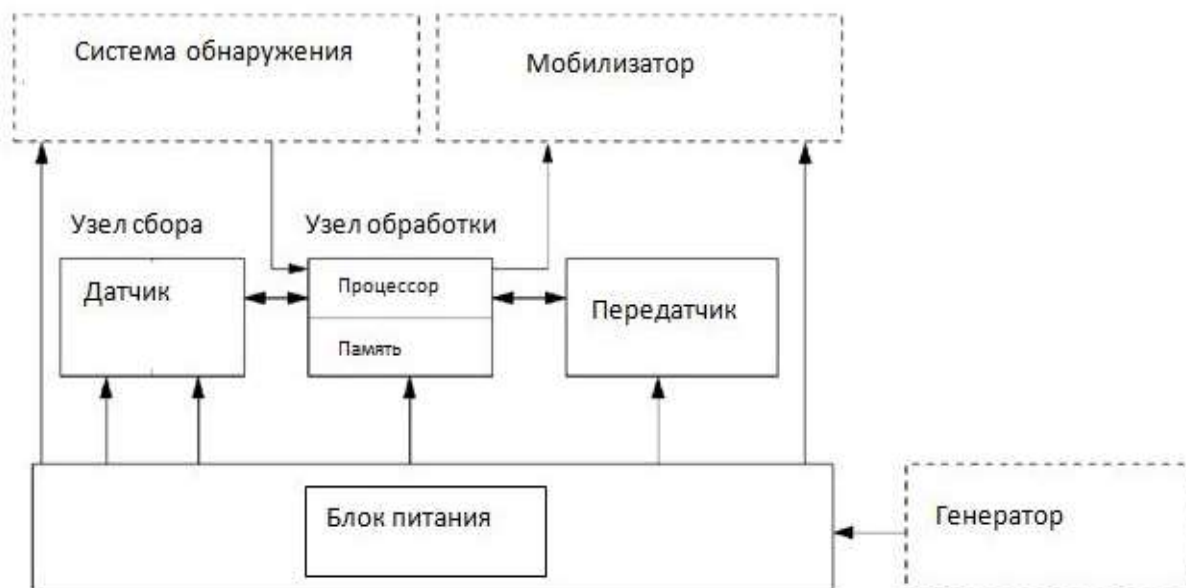 Система обнаружения
Мобилизатор
Узел сбора
Узел обработки
Датчик
Процессор
Память
Передатчик
Блок питания
Генератор